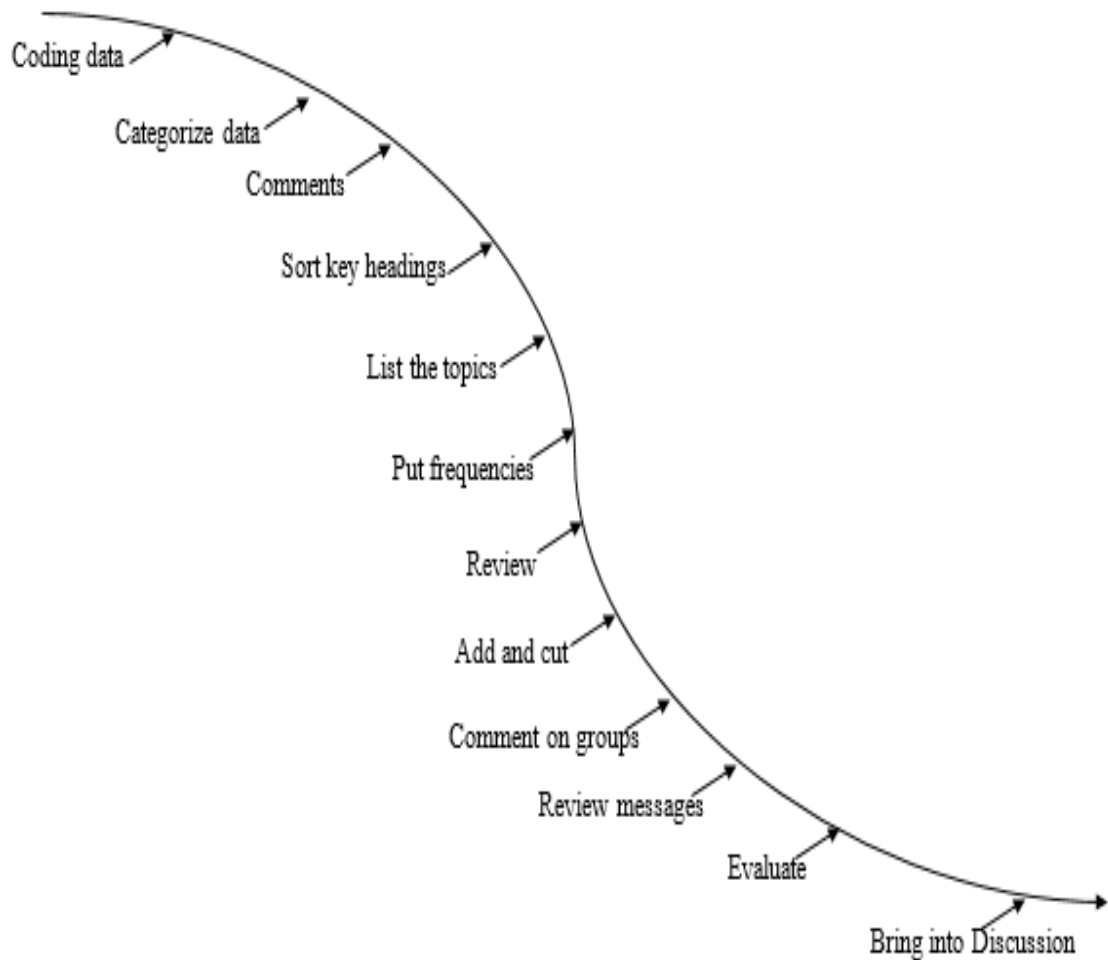 Coding data
Categorize data
Comments
Sort key headings
List the topics
Put frequencies
Review
Add and cut
Comment on groups
Review messages
Evaluate
Bring into Discussion